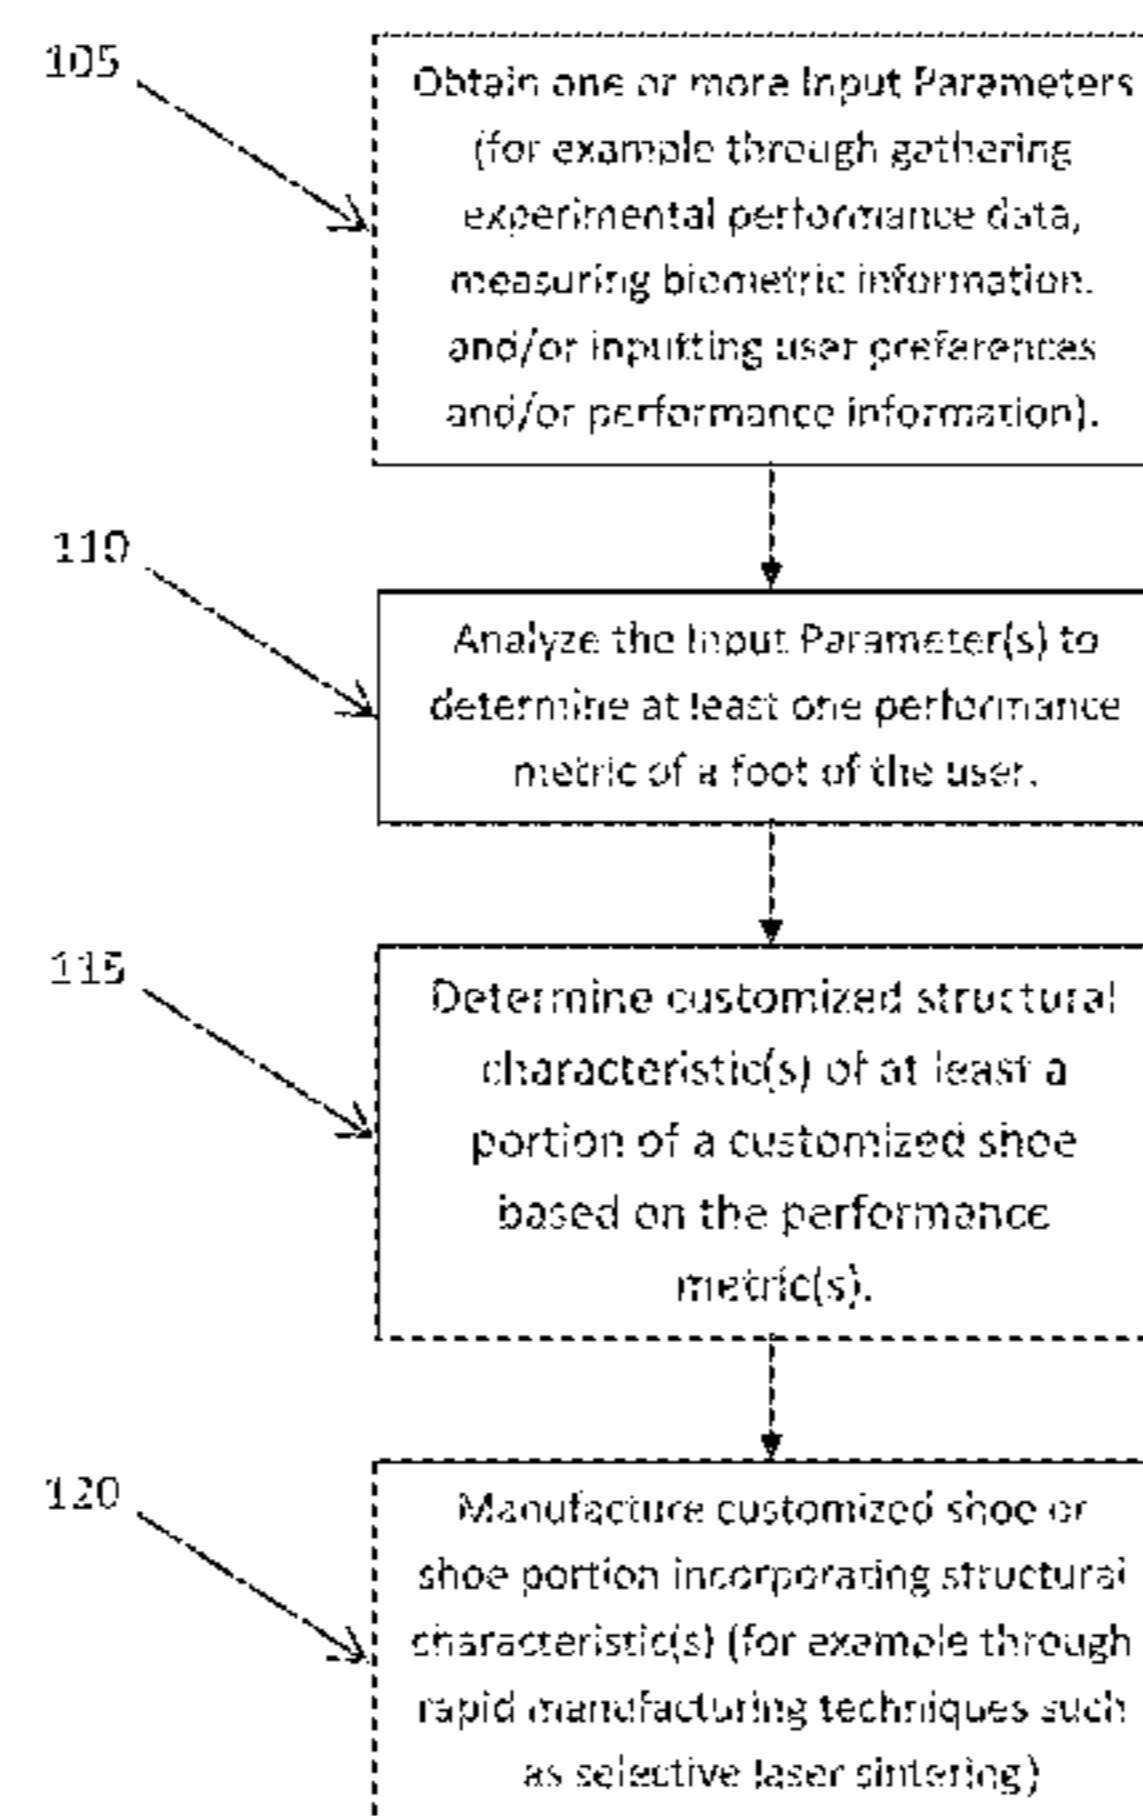 105
Obtain one or more Input Parameters
(for example through gathering
experimental performance data,
measuring biometric information.
and/or inputting user preferences
and/or performance information).
110
Analyze the Input Parameter(s) to
determine at least one performance
metric of a foot of the user.
115
Determine customized structural
characteristic(s) of at least a
portion of a customized shoe
based on the performance
metric(s).
120
Manufacture customized shoe or
shoe portion incorporating structural
characteristic(s) (for example through
rapid manufacturing techniques such
as selective laser sintering)